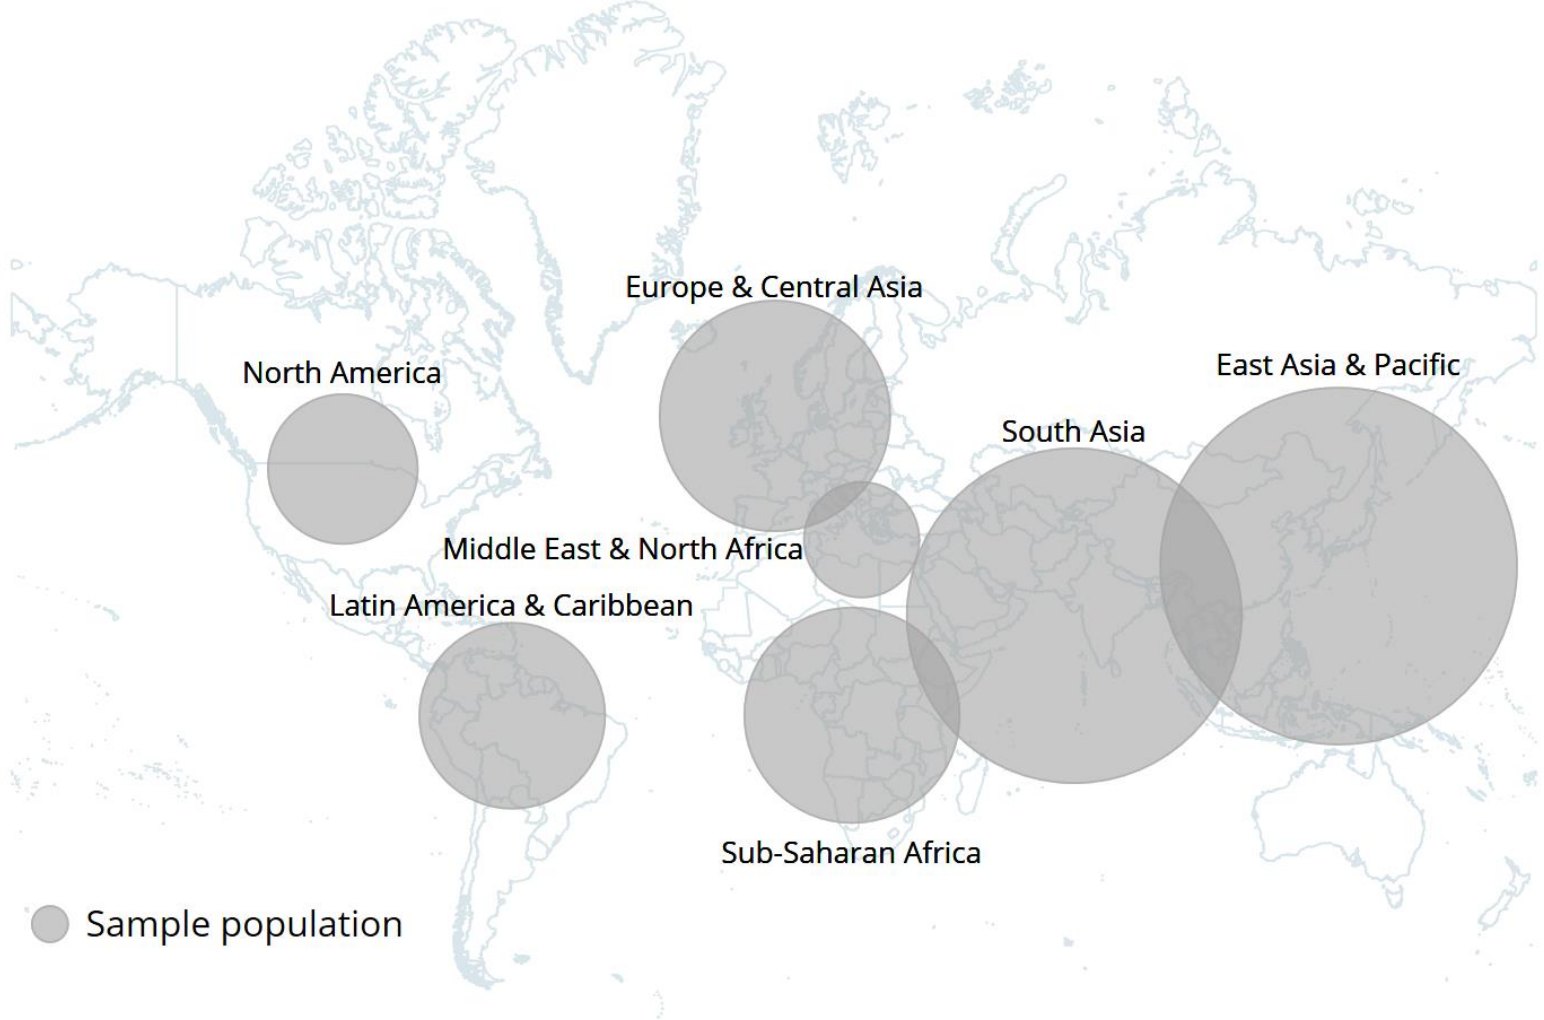 Europe & Central Asia
East Asia & Pacific
North America
South Asia
Middle East & North Africa
Latin America & Caribbean
Sub-Saharan Africa
Sample population